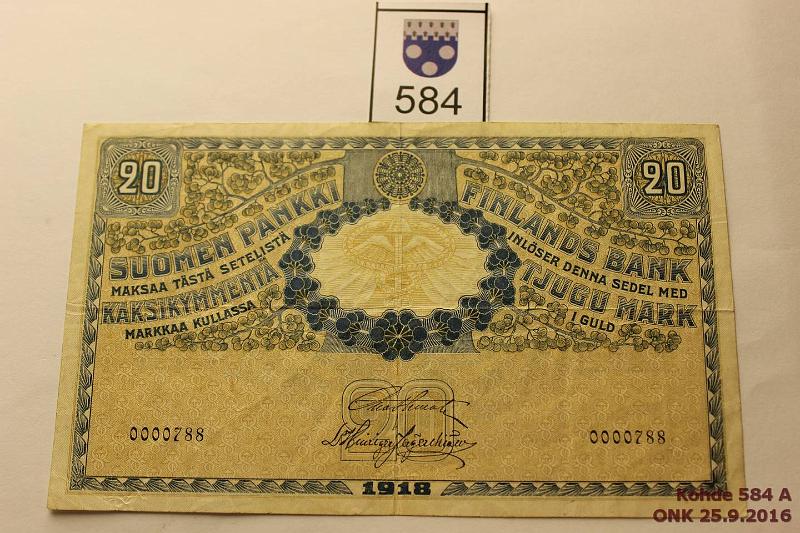 584
20
20
SUOMEN PANKKI
MAKSAA TÄSTÄ SETELISTÄ
KAKSIKYMMENTÄ
MARKKAA KULLASSA
FINLANDS BANK
INLÖSER DENNA SEDEL MED
TJUGU MARK
I GULD
20
0000788
0000788
1918
Kohde 584 A
ONK 25.9.2016